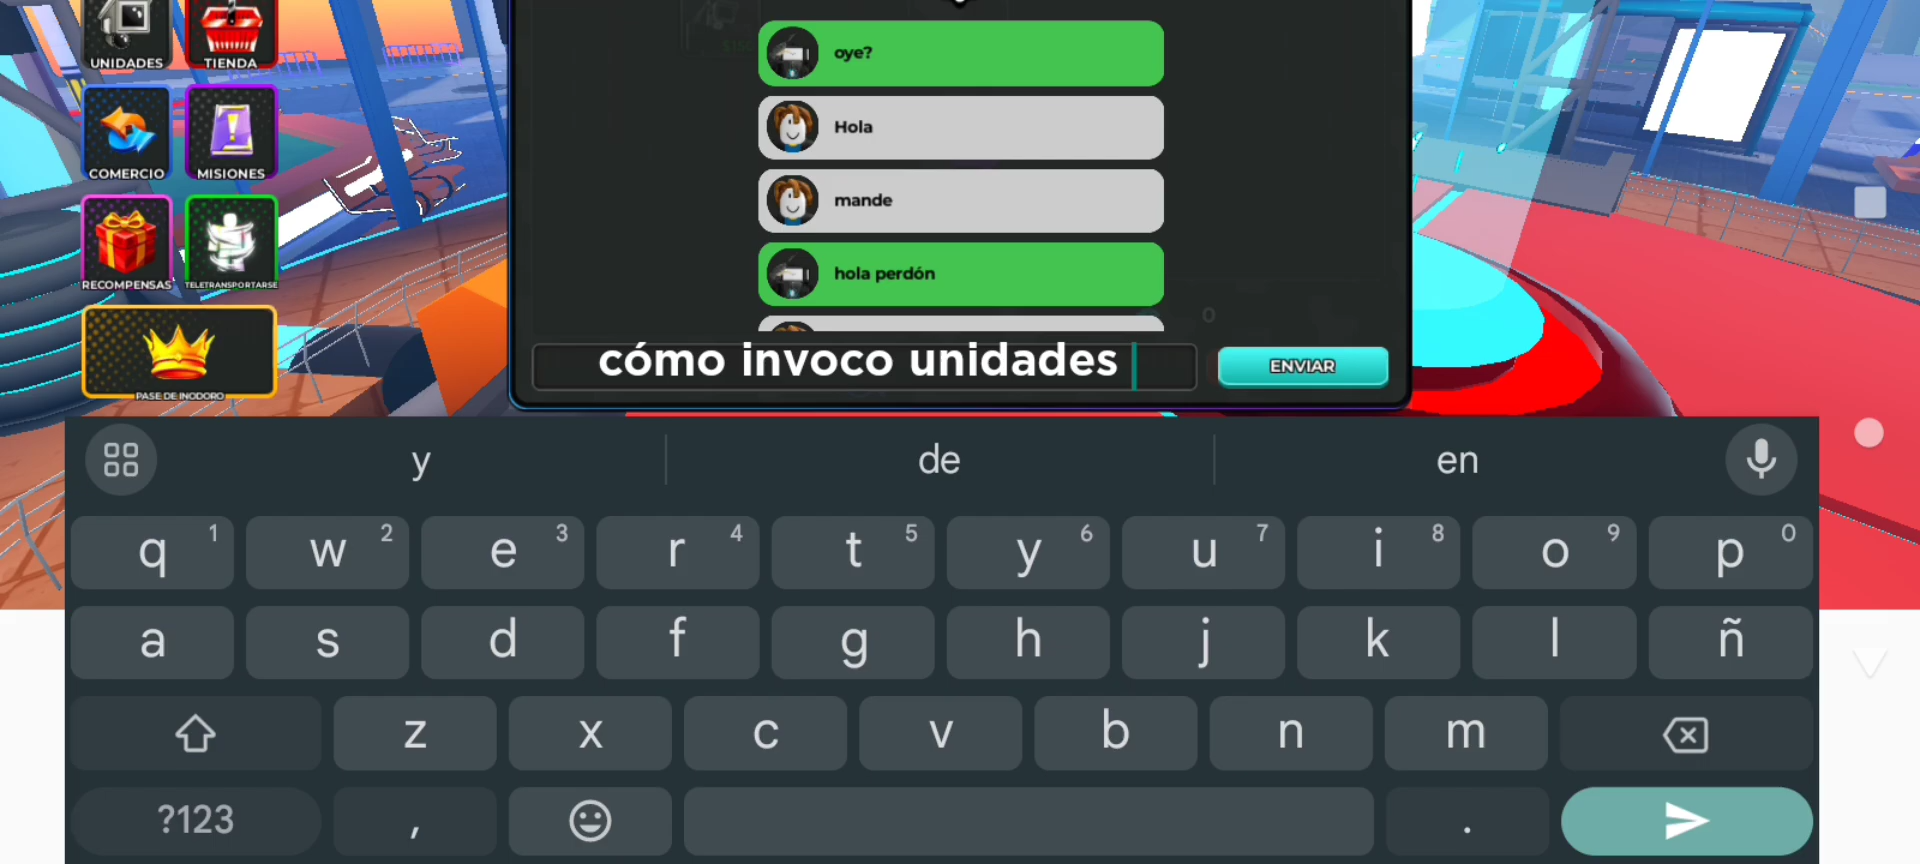 UNIDADES
TIENDA
COMERCIO
MISIONES
RECOMPENSAS
TELETRANSPORTARSE
PASE DE INODORO
oye?
Hola
mande
hola perdón
0
cómo invoco unidades
ENVIAR
y de en
q 1 w 2 e 3 r 4 t 5 y 6 u 7 i 8 o 9 p 0
a s d f g h j k l ñ
z x c v b n m
?123 , .